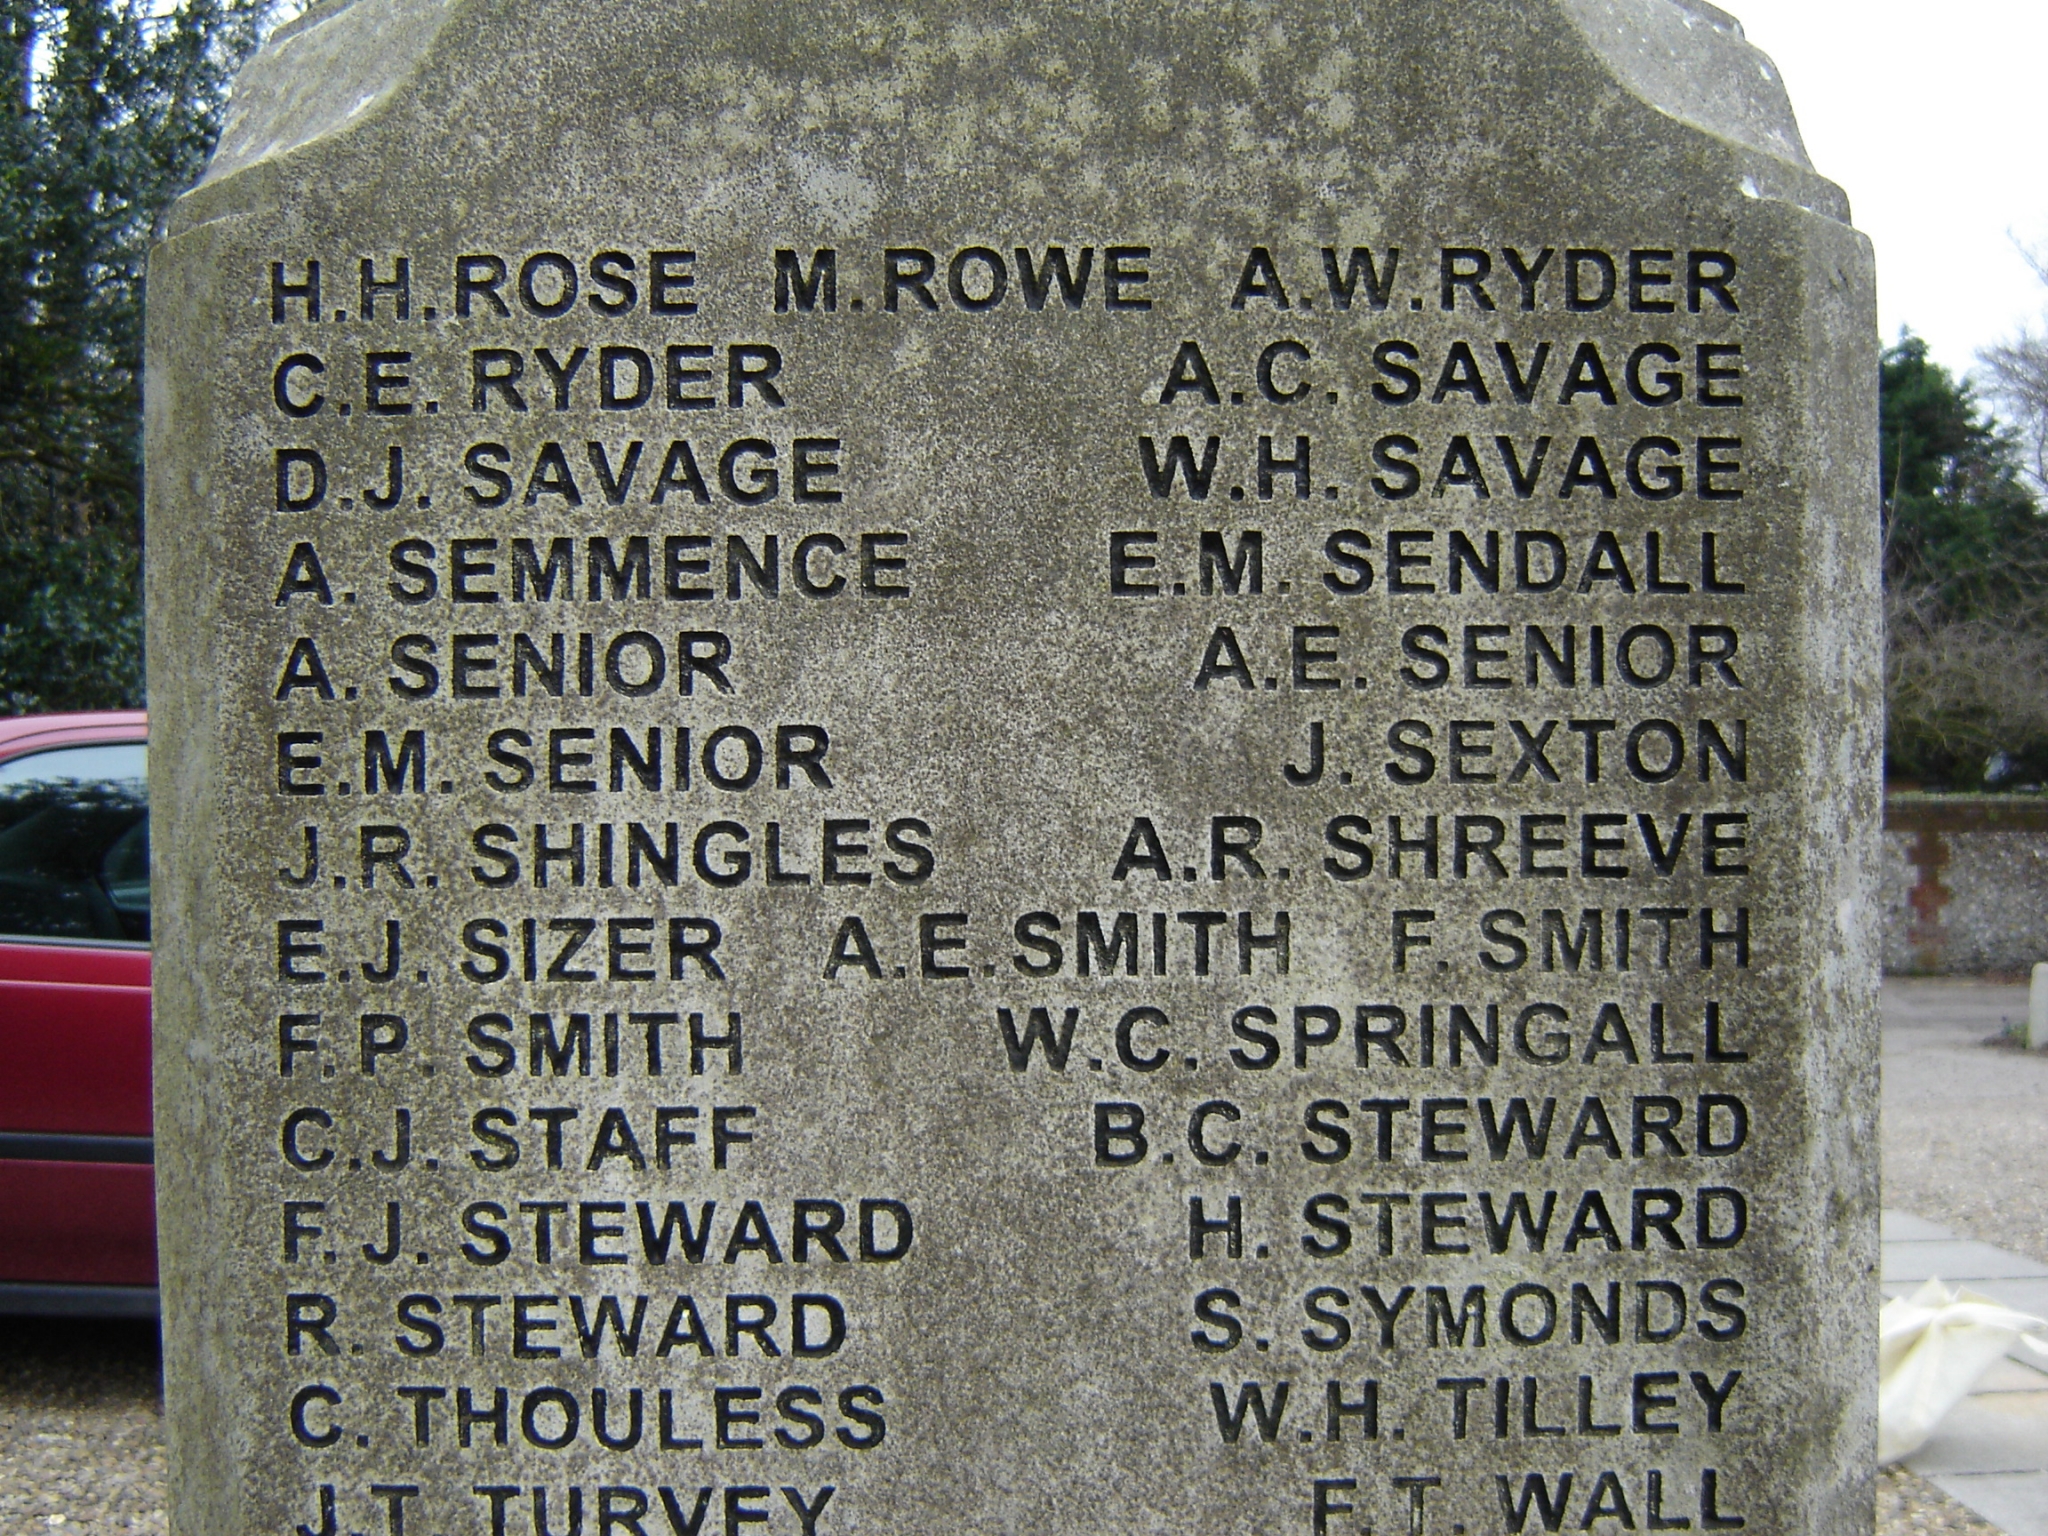 H.H. ROSE M. ROWE A.W. RYDER
C.E. RYDER A.C. SAVAGE
D.J. SAVAGE W.H. SAVAGE
A. SEMMENCE E.M. SENDALL
A. SENIOR A.E. SENIOR
E.M. SENIOR J. SEXTON
J.R. SHINGLES A.R. SHREEVE
E.J. SIZER A.E. SMITH F. SMITH
F.P. SMITH W.C. SPRINGALL
C.J. STAFF B.C. STEWARD
F.J. STEWARD H. STEWARD
R. STEWARD S. SYMONDS
C. THOULESS W.H. TILLEY
J.T. TURVEY F.T. WALL